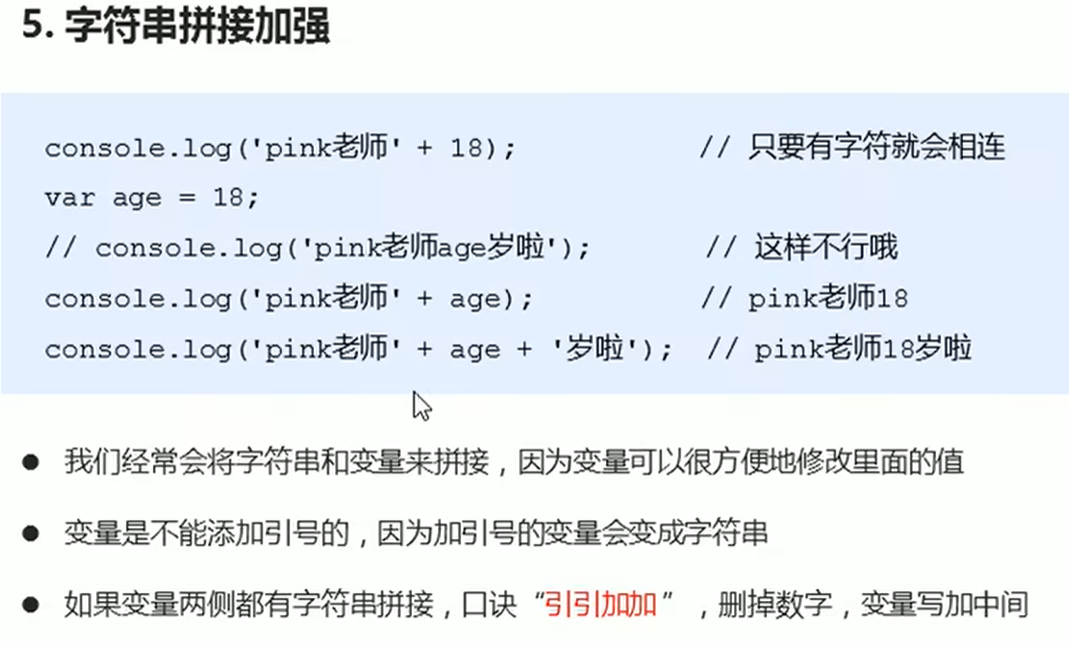 5. 字符串拼接加强
console.log('pink老师' + 18); // 只要有字符就会相连
var age = 18;
// console.log('pink老师age岁啦'); // 这样不行哦
console.log('pink老师' + age); // pink老师18
console.log('pink老师' + age + '岁啦'); // pink老师18岁啦
● 我们经常会将字符串和变量来拼接，因为变量可以很方便地修改里面的值
● 变量是不能添加引号的，因为加引号的变量会变成字符串
● 如果变量两侧都有字符串拼接，口诀“引引加加”，删掉数字，变量写加中间